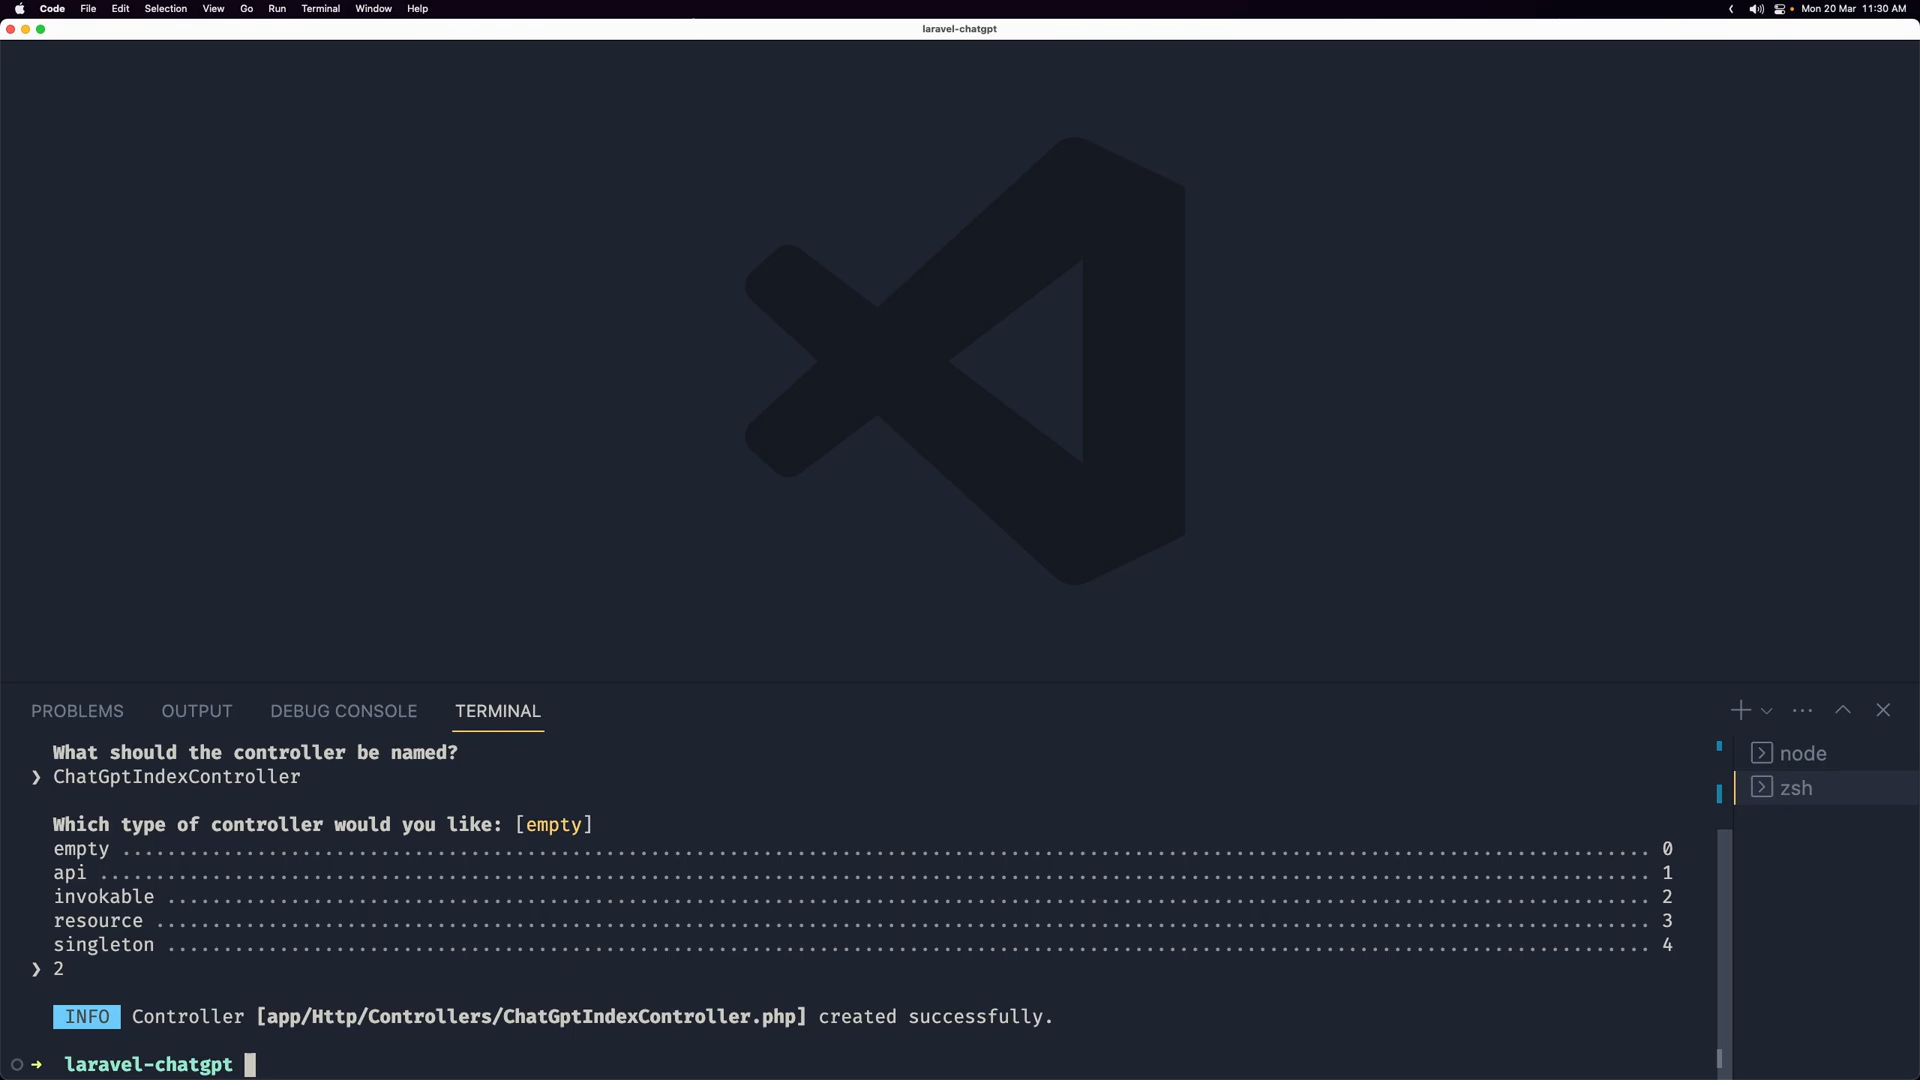 Code File Edit Selection View Go Run Terminal Window Help Mon 20 Mar 11:30 AM
laravel-chatgpt
PROBLEMS OUTPUT DEBUG CONSOLE TERMINAL
What should the controller be named?
❯ ChatGptIndexController
Which type of controller would you like: [empty]
empty ........................................................................................................................................ 0
api .......................................................................................................................................... 1
invokable .................................................................................................................................... 2
resource ..................................................................................................................................... 3
singleton .................................................................................................................................... 4
❯ 2
INFO Controller [app/Http/Controllers/ChatGptIndexController.php] created successfully.
➜ laravel-chatgpt
node
zsh